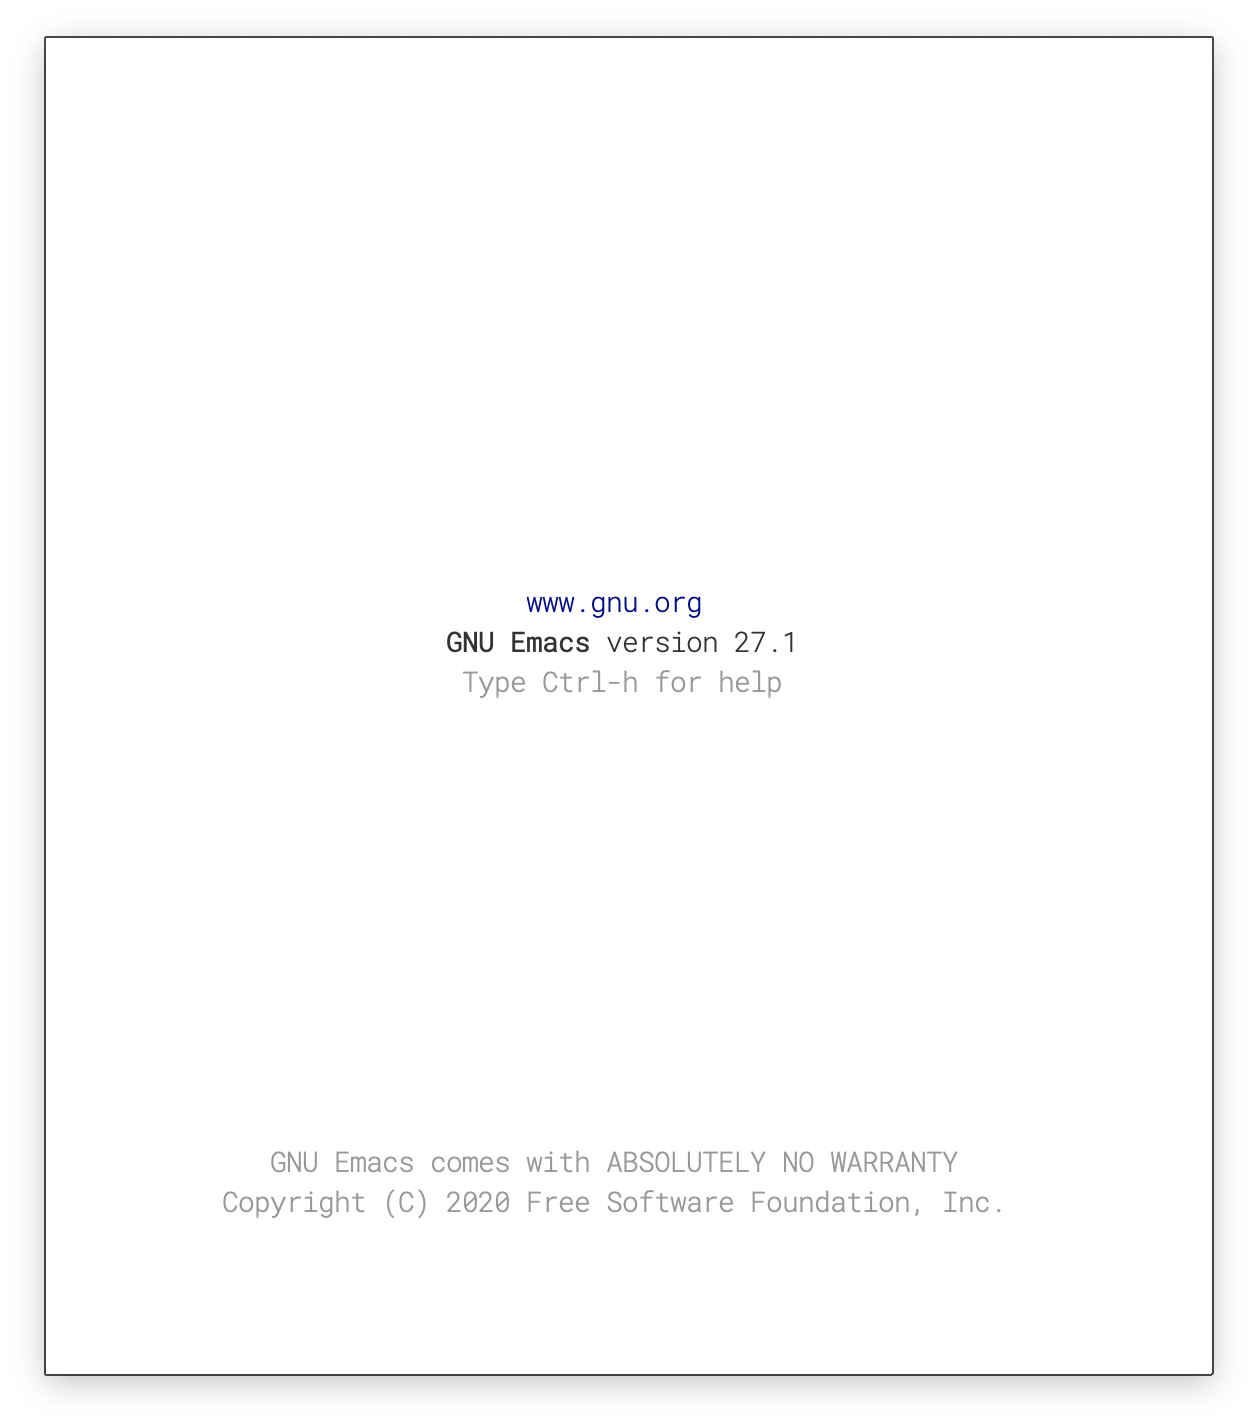 www.gnu.org
GNU Emacs version 27.1
Type Ctrl-h for help
GNU Emacs comes with ABSOLUTELY NO WARRANTY
Copyright (C) 2020 Free Software Foundation, Inc.